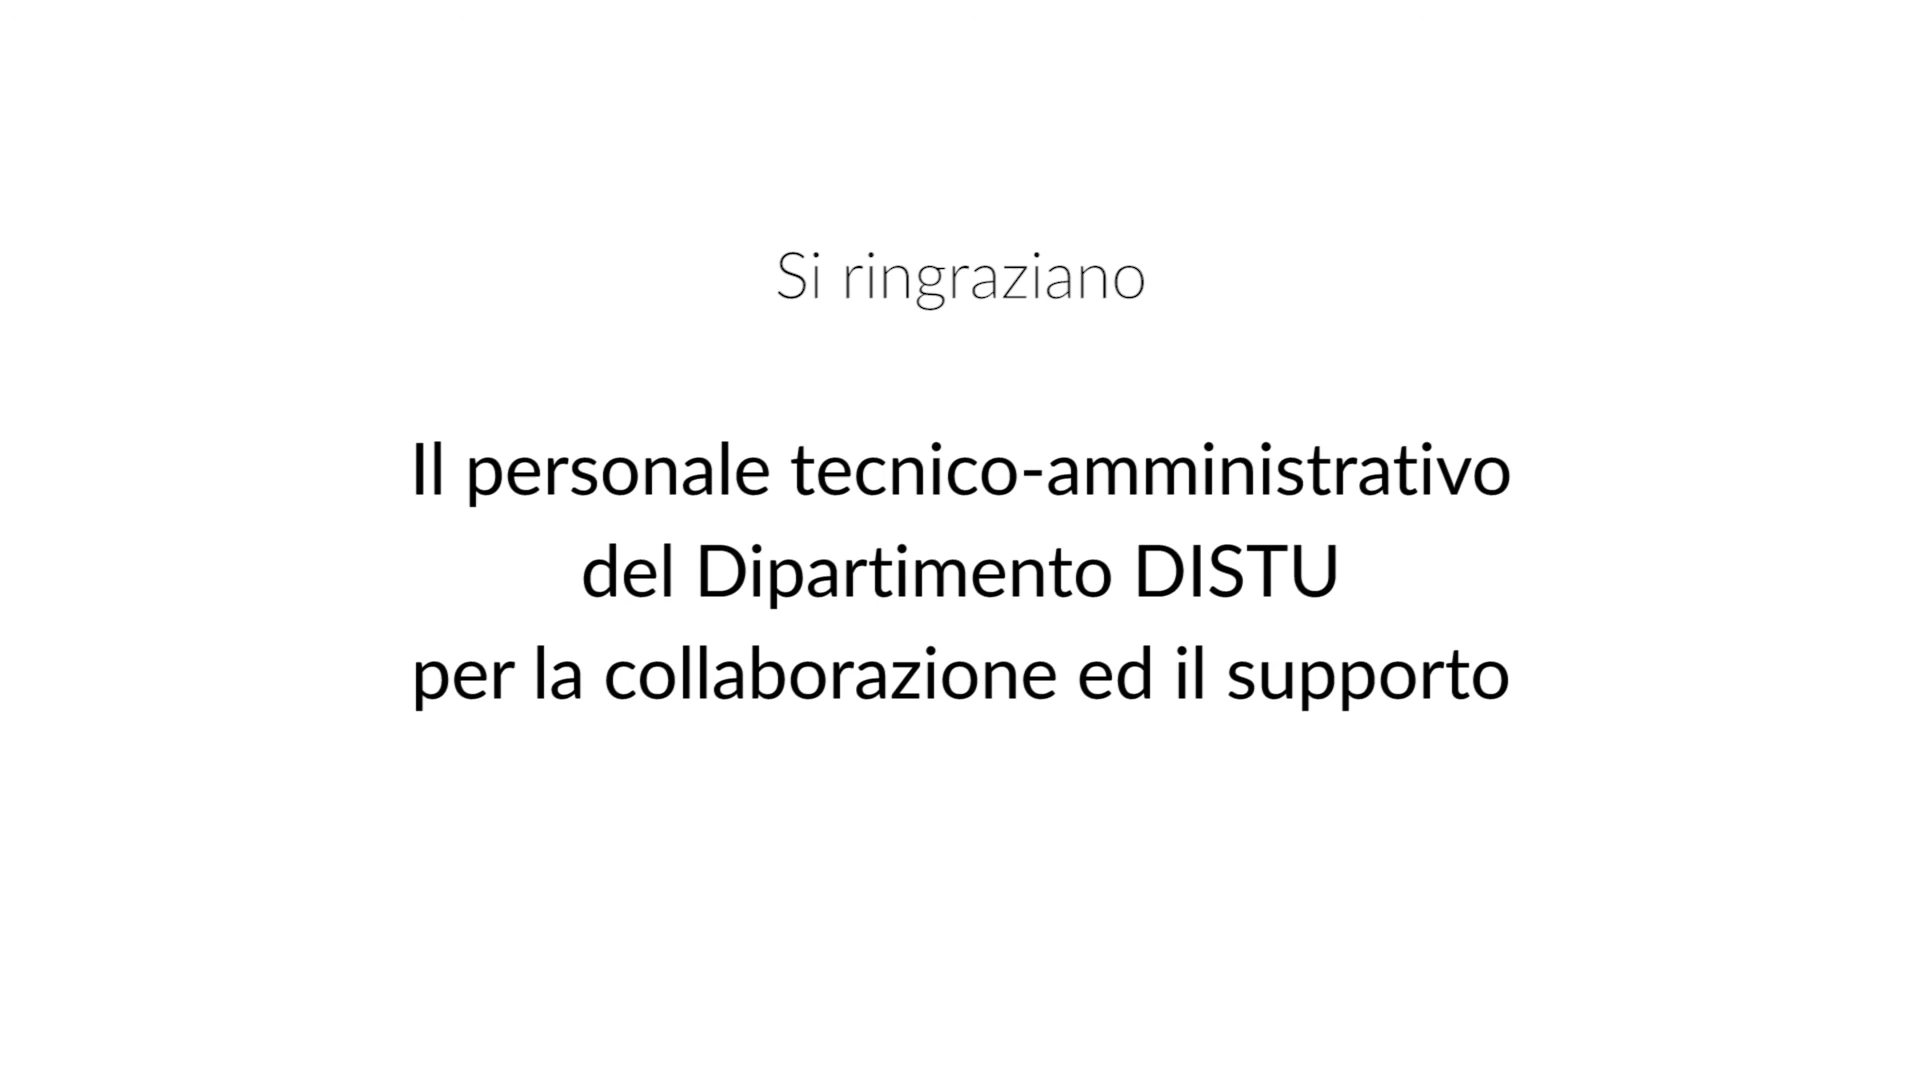 Si ringraziano
Il personale tecnico-amministrativo
del Dipartimento DISTU
per la collaborazione ed il supporto